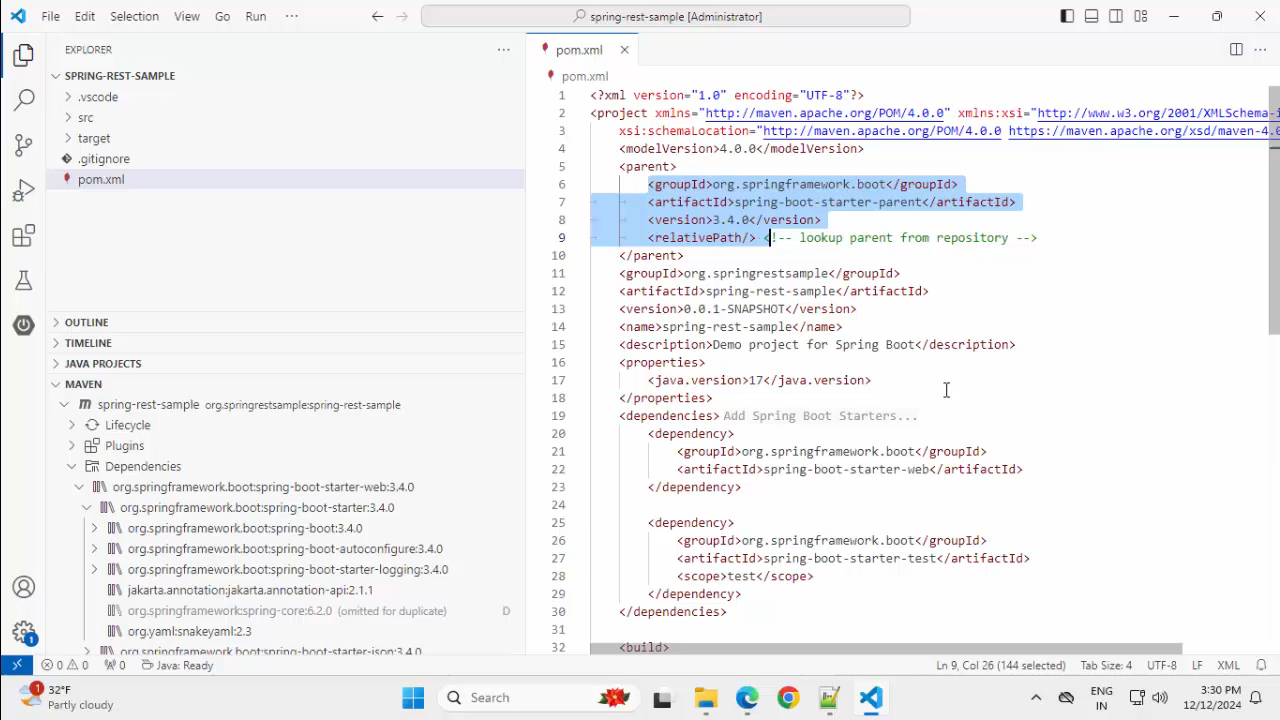 File Edit Selection View Go Run ···
spring-rest-sample [Administrator]
EXPLORER
SPRING-REST-SAMPLE
.vscode
src
target
.gitignore
pom.xml
OUTLINE
TIMELINE
JAVA PROJECTS
MAVEN
spring-rest-sample org.springrestsample:spring-rest-sample
Lifecycle
Plugins
Dependencies
org.springframework.boot:spring-boot-starter-web:3.4.0
org.springframework.boot:spring-boot-starter:3.4.0
org.springframework.boot:spring-boot:3.4.0
org.springframework.boot:spring-boot-autoconfigure:3.4.0
org.springframework.boot:spring-boot-starter-logging:3.4.0
jakarta.annotation:jakarta.annotation-api:2.1.1
org.springframework:spring-core:6.2.0 (omitted for duplicate) D
org.yaml:snakeyaml:2.3
org.springframework.boot:spring-boot-starter-json:3.4.0
pom.xml
pom.xml
1 <?xml version="1.0" encoding="UTF-8"?>
2 <project xmlns="http://maven.apache.org/POM/4.0.0" xmlns:xsi="http://www.w3.org/2001/XMLSchema-i
3 xsi:schemaLocation="http://maven.apache.org/POM/4.0.0 https://maven.apache.org/xsd/maven-4.0
4 <modelVersion>4.0.0</modelVersion>
5 <parent>
6 <groupId>org.springframework.boot</groupId>
7 <artifactId>spring-boot-starter-parent</artifactId>
8 <version>3.4.0</version>
9 <relativePath/> <!-- lookup parent from repository -->
10 </parent>
11 <groupId>org.springrestsample</groupId>
12 <artifactId>spring-rest-sample</artifactId>
13 <version>0.0.1-SNAPSHOT</version>
14 <name>spring-rest-sample</name>
15 <description>Demo project for Spring Boot</description>
16 <properties>
17 <java.version>17</java.version>
18 </properties>
19 <dependencies> Add Spring Boot Starters...
20 <dependency>
21 <groupId>org.springframework.boot</groupId>
22 <artifactId>spring-boot-starter-web</artifactId>
23 </dependency>
24
25 <dependency>
26 <groupId>org.springframework.boot</groupId>
27 <artifactId>spring-boot-starter-test</artifactId>
28 <scope>test</scope>
29 </dependency>
30 </dependencies>
31
32 <build>
1
0 0 0 Java: Ready Ln 9, Col 26 (144 selected) Tab Size: 4 UTF-8 LF XML
1 32°F
Partly cloudy
Search
ENG
IN
3:30 PM
12/12/2024